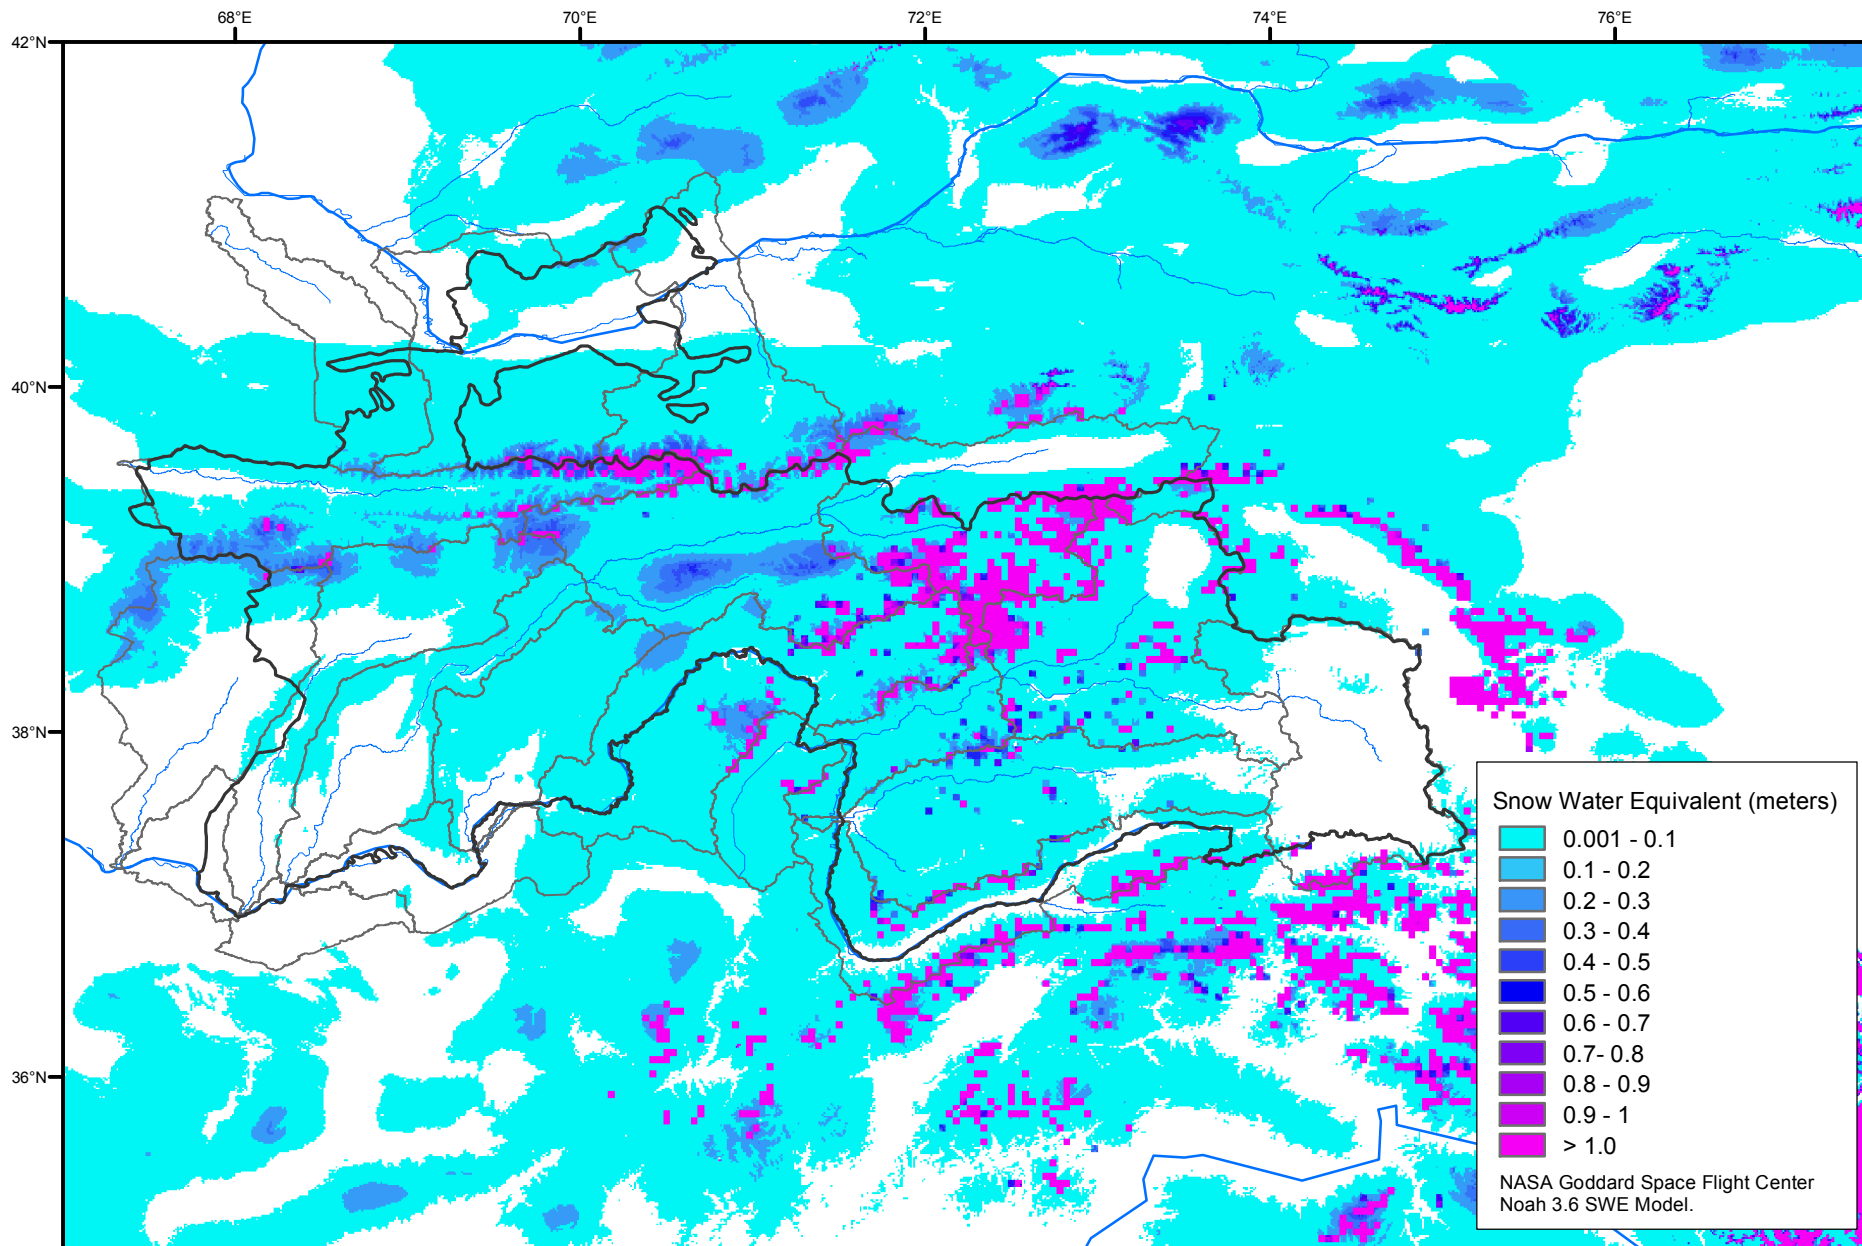 68°E 70°E 72°E 74°E 76°E
42°N
40°N
38°N
36°N
Snow Water Equivalent (meters)
0.001 - 0.1
0.1 - 0.2
0.2 - 0.3
0.3 - 0.4
0.4 - 0.5
0.5 - 0.6
0.6 - 0.7
0.7- 0.8
0.8 - 0.9
0.9 - 1
> 1.0
NASA Goddard Space Flight Center
Noah 3.6 SWE Model.